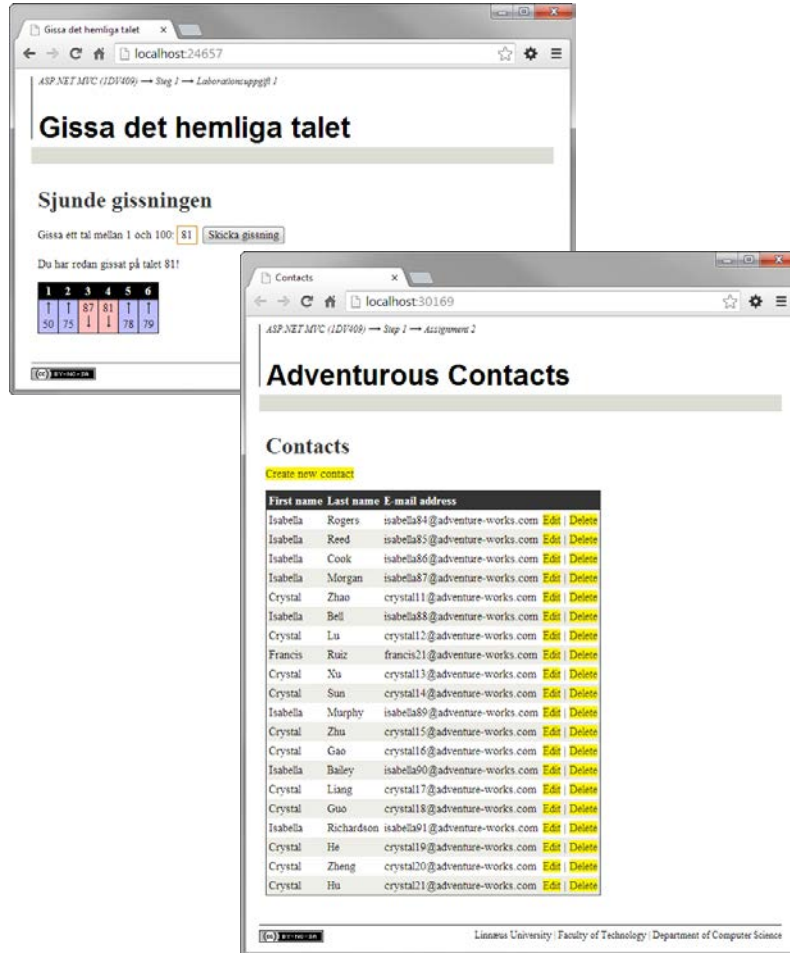 Gissa det hemliga talet
localhost:24657
ASP.NET MVC (1DV409) → Steg 1 → Laborationsuppgift 1
Gissa det hemliga talet
Sjunde gissningen
Gissa ett tal mellan 1 och 100: 81 Skicka gissning
Du har redan gissat på talet 81!
1 2 3 4 5 6
↑ ↑ 87 81 ↑ ↑
50 75 ↓ ↓ 78 79
(cc) BY-NC-SA
Contacts
localhost:30169
ASP.NET MVC (1DV409) → Step 1 → Assignment 2
Adventurous Contacts
Contacts
Create new contact
First name Last name E-mail address
Isabella Rogers isabella84@adventure-works.com Edit | Delete
Isabella Reed isabella85@adventure-works.com Edit | Delete
Isabella Cook isabella86@adventure-works.com Edit | Delete
Isabella Morgan isabella87@adventure-works.com Edit | Delete
Crystal Zhao crystal11@adventure-works.com Edit | Delete
Isabella Bell isabella88@adventure-works.com Edit | Delete
Crystal Lu crystal12@adventure-works.com Edit | Delete
Francis Ruiz francis21@adventure-works.com Edit | Delete
Crystal Xu crystal13@adventure-works.com Edit | Delete
Crystal Sun crystal14@adventure-works.com Edit | Delete
Isabella Murphy isabella89@adventure-works.com Edit | Delete
Crystal Zhu crystal15@adventure-works.com Edit | Delete
Crystal Gao crystal16@adventure-works.com Edit | Delete
Isabella Bailey isabella90@adventure-works.com Edit | Delete
Crystal Liang crystal17@adventure-works.com Edit | Delete
Crystal Guo crystal18@adventure-works.com Edit | Delete
Isabella Richardson isabella91@adventure-works.com Edit | Delete
Crystal He crystal19@adventure-works.com Edit | Delete
Crystal Zheng crystal20@adventure-works.com Edit | Delete
Crystal Hu crystal21@adventure-works.com Edit | Delete
(cc) BY-NC-SA
Linnæus University | Faculty of Technology | Department of Computer Science